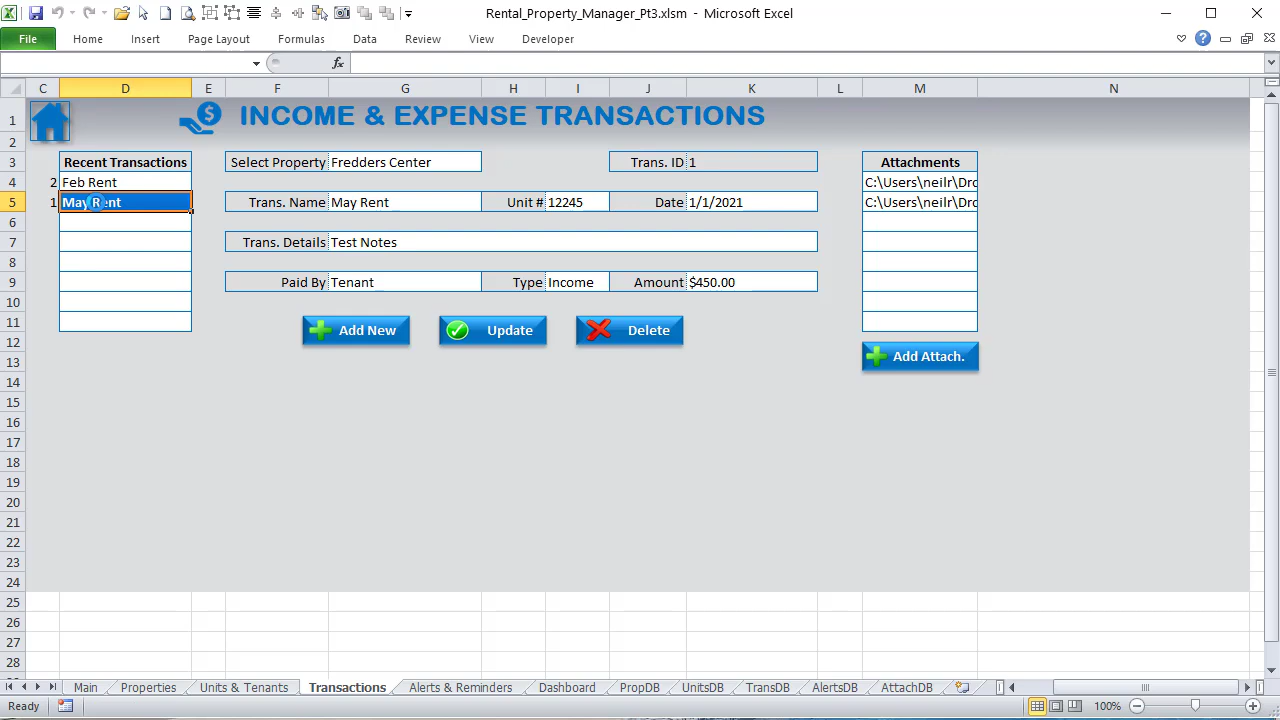 Rental_Property_Manager_Pt3.xlsm - Microsoft Excel
File Home Insert Page Layout Formulas Data Review View Developer
fx
C D E F G H I J K L M N
1 INCOME & EXPENSE TRANSACTIONS
2
3 Recent Transactions Select Property Fredders Center Trans. ID 1 Attachments
4 2 Feb Rent C:\Users\neilr\Dro
5 1 May Rent Trans. Name May Rent Unit # 12245 Date 1/1/2021 C:\Users\neilr\Dro
6
7 Trans. Details Test Notes
8
9 Paid By Tenant Type Income Amount $450.00
10
11 Add New Update Delete
12
13 Add Attach.
14
15
16
17
18
19
20
21
22
23
24
25
26
27
28
Main Properties Units & Tenants Transactions Alerts & Reminders Dashboard PropDB UnitsDB TransDB AlertsDB AttachDB
Ready 100%